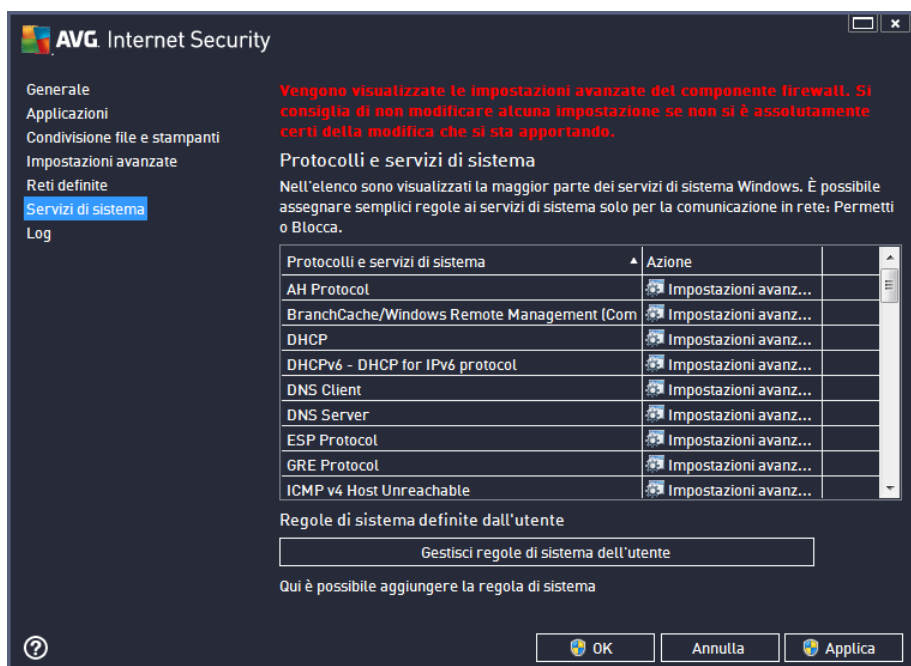 AVG. Internet Security
Generale
Applicazioni
Condivisione file e stampanti
Impostazioni avanzate
Reti definite
Servizi di sistema
Log
Vengono visualizzate le impostazioni avanzate del componente firewall. Si
consiglia di non modificare alcuna impostazione se non si è assolutamente
certi della modifica che si sta apportando.
Protocolli e servizi di sistema
Nell'elenco sono visualizzati la maggior parte dei servizi di sistema Windows. È possibile
assegnare semplici regole ai servizi di sistema solo per la comunicazione in rete: Permetti
o Blocca.
Protocolli e servizi di sistema Azione
AH Protocol Impostazioni avanz...
BranchCache/Windows Remote Management (Com Impostazioni avanz...
DHCP Impostazioni avanz...
DHCPv6 - DHCP for IPv6 protocol Impostazioni avanz...
DNS Client Impostazioni avanz...
DNS Server Impostazioni avanz...
ESP Protocol Impostazioni avanz...
GRE Protocol Impostazioni avanz...
ICMP v4 Host Unreachable Impostazioni avanz...
Regole di sistema definite dall'utente
Gestisci regole di sistema dell'utente
Qui è possibile aggiungere la regola di sistema
? OK Annulla Applica